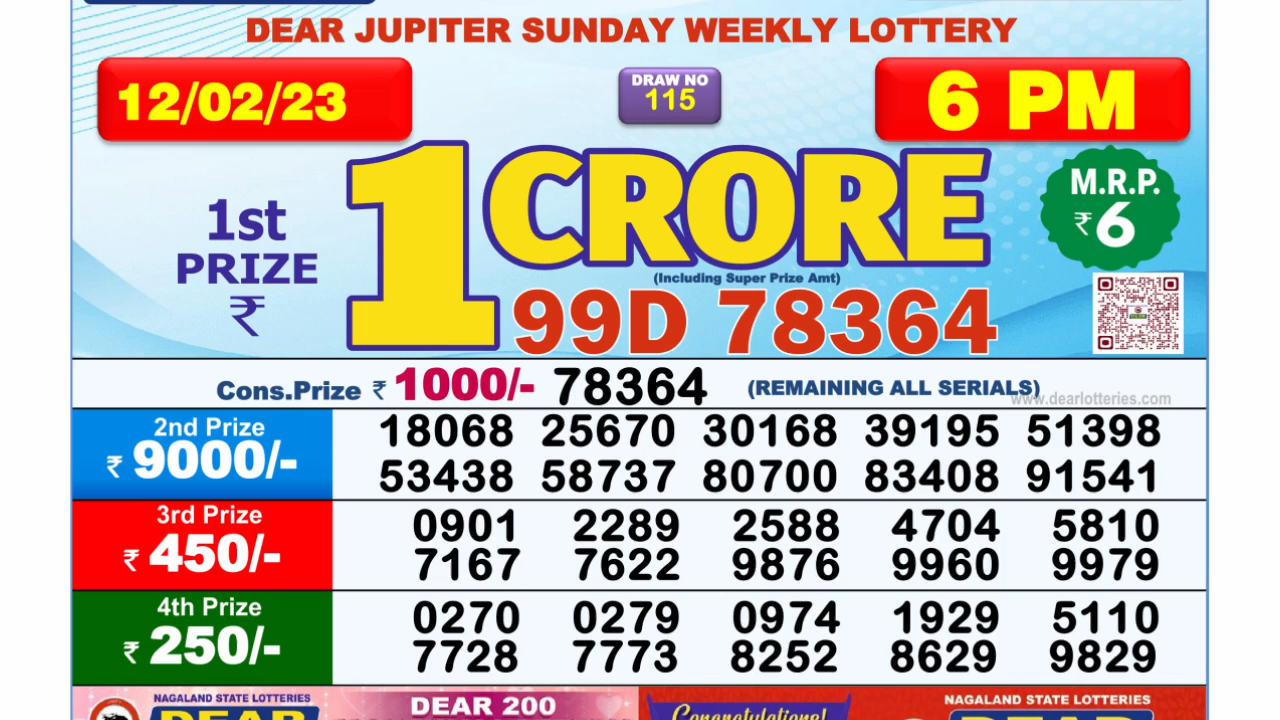 DEAR JUPITER SUNDAY WEEKLY LOTTERY
12/02/23
DRAW NO
115
6 PM
1st
PRIZE
₹
1 CRORE
(Including Super Prize Amt)
99D 78364
M.R.P.
₹6
Cons.Prize ₹ 1000/- 78364 (REMAINING ALL SERIALS)
www.dearlotteries.com
2nd Prize
₹ 9000/-
18068 25670 30168 39195 51398
53438 58737 80700 83408 91541
3rd Prize
₹ 450/-
0901 2289 2588 4704 5810
7167 7622 9876 9960 9979
4th Prize
₹ 250/-
0270 0279 0974 1929 5110
7728 7773 8252 8629 9829
NAGALAND STATE LOTTERIES
DEAR
DEAR 200
Congratulations!
NAGALAND STATE LOTTERIES
DEAR